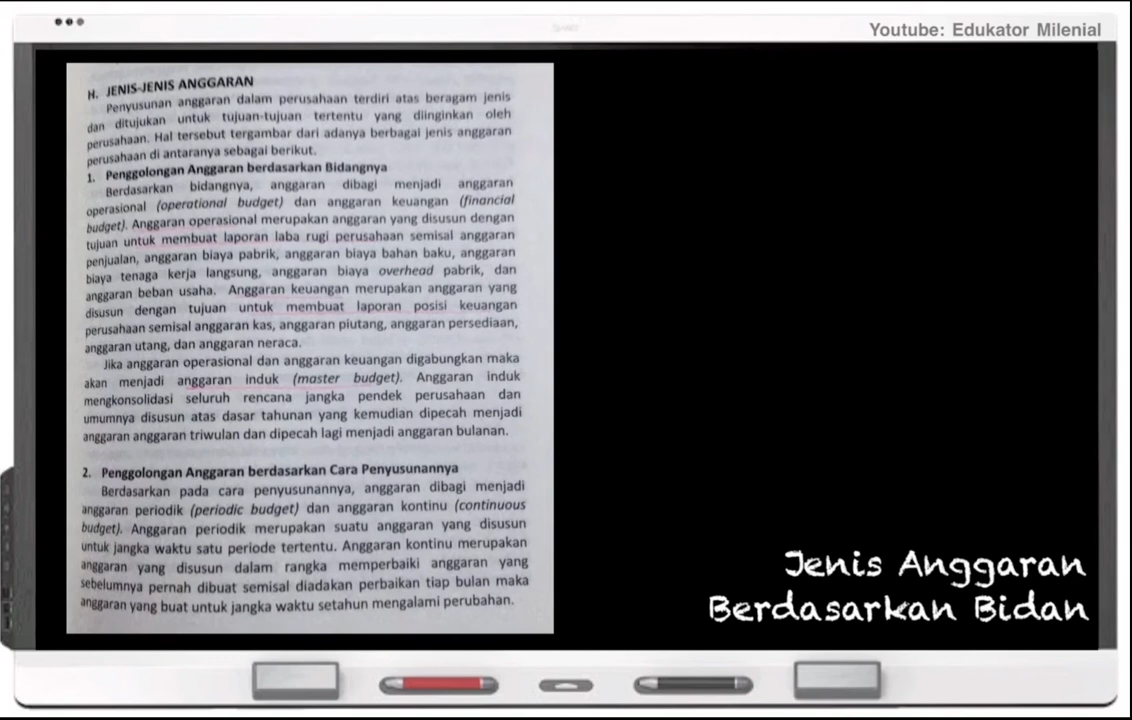 Youtube: Edukator Milenial
H. JENIS-JENIS ANGGARAN
Penyusunan anggaran dalam perusahaan terdiri atas beragam jenis
dan ditujukan untuk tujuan-tujuan tertentu yang diinginkan oleh
perusahaan. Hal tersebut tergambar dari adanya berbagai jenis anggaran
perusahaan di antaranya sebagai berikut.
1. Penggolongan Anggaran berdasarkan Bidangnya
Berdasarkan bidangnya, anggaran dibagi menjadi anggaran
operasional (operational budget) dan anggaran keuangan (financial
budget). Anggaran operasional merupakan anggaran yang disusun dengan
tujuan untuk membuat laporan laba rugi perusahaan semisal anggaran
penjualan, anggaran biaya pabrik, anggaran biaya bahan baku, anggaran
biaya tenaga kerja langsung, anggaran biaya overhead pabrik, dan
anggaran beban usaha. Anggaran keuangan merupakan anggaran yang
disusun dengan tujuan untuk membuat laporan posisi keuangan
perusahaan semisal anggaran kas, anggaran piutang, anggaran persediaan,
anggaran utang, dan anggaran neraca.
Jika anggaran operasional dan anggaran keuangan digabungkan maka
akan menjadi anggaran induk (master budget). Anggaran induk
mengkonsolidasi seluruh rencana jangka pendek perusahaan dan
umumnya disusun atas dasar tahunan yang kemudian dipecah menjadi
anggaran anggaran triwulan dan dipecah lagi menjadi anggaran bulanan.
2. Penggolongan Anggaran berdasarkan Cara Penyusunannya
Berdasarkan pada cara penyusunannya, anggaran dibagi menjadi
anggaran periodik (periodic budget) dan anggaran kontinu (continuous
budget). Anggaran periodik merupakan suatu anggaran yang disusun
untuk jangka waktu satu periode tertentu. Anggaran kontinu merupakan
anggaran yang disusun dalam rangka memperbaiki anggaran yang
sebelumnya pernah dibuat semisal diadakan perbaikan tiap bulan maka
anggaran yang buat untuk jangka waktu setahun mengalami perubahan.
Jenis Anggaran
Berdasarkan Bidan